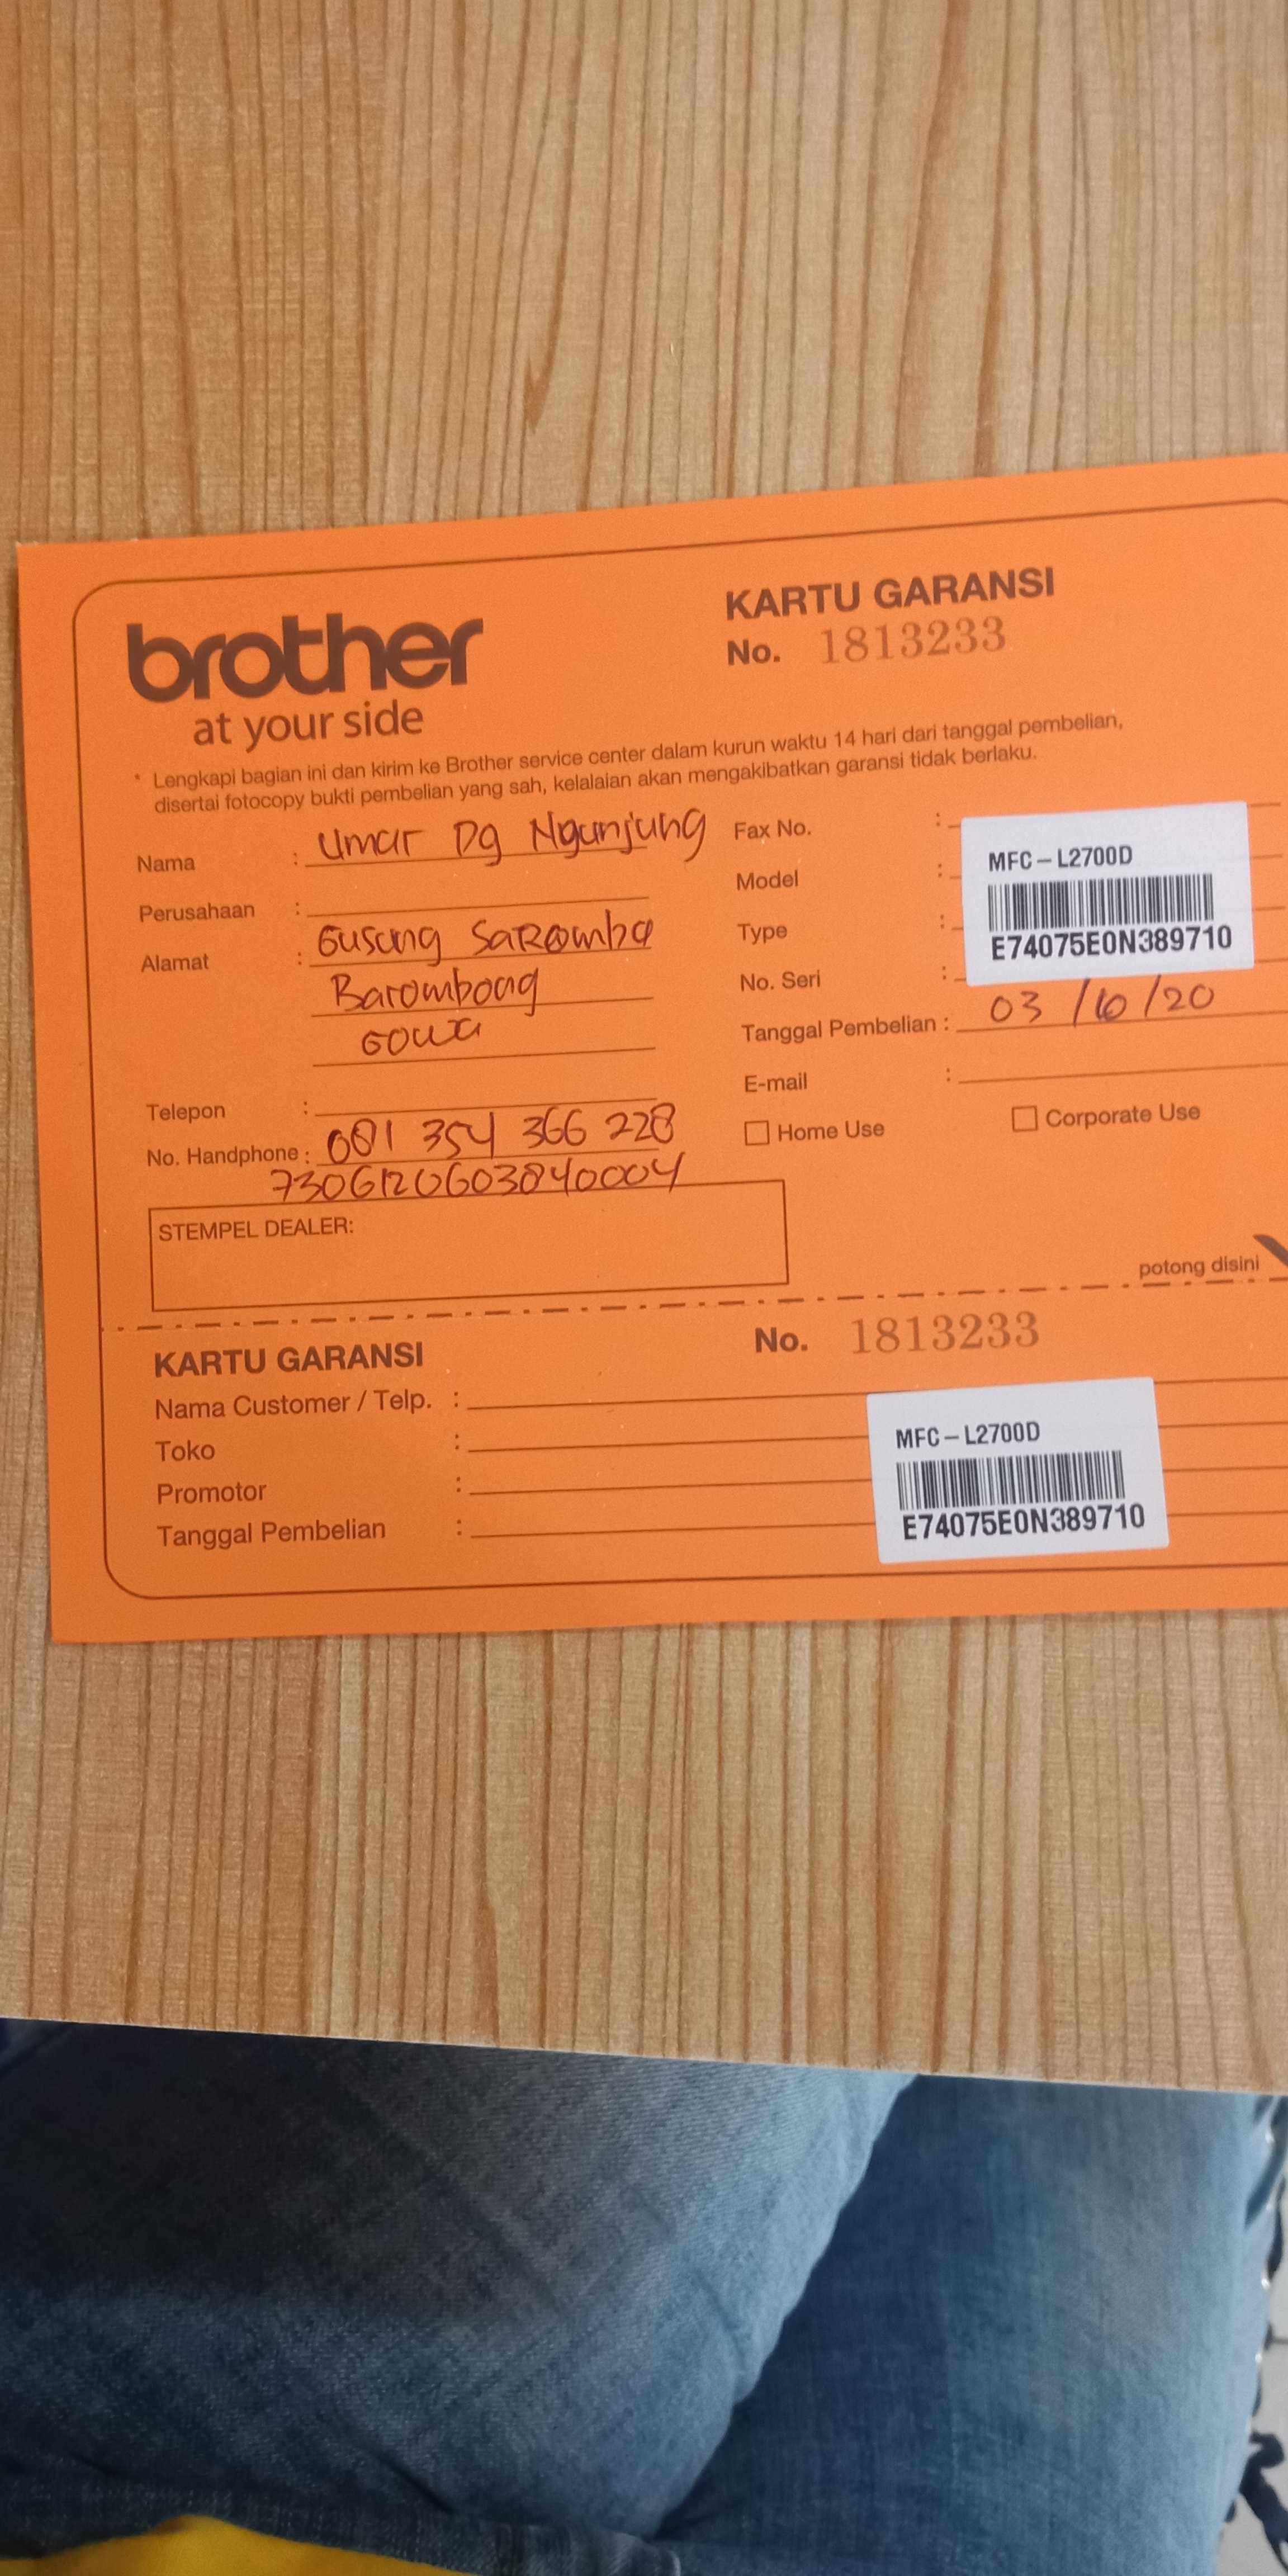 brother
at your side
KARTU GARANSI
No. 1813233
* Lengkapi bagian ini dan kirim ke Brother service center dalam kurun waktu 14 hari dari tanggal pembelian,
disertai fotocopy bukti pembelian yang sah, kelalaian akan mengakibatkan garansi tidak berlaku.
Nama : Umar Dg Ngunjung
Perusahaan :
Alamat : Gusung Sarombo
Barombong
Gowa
Telepon :
No. Handphone : 081 354 366 228
7306120603840004
Fax No. :
Model :
Type :
No. Seri :
MFC-L2700D
E74075E0N389710
Tanggal Pembelian : 03 /6 /20
E-mail :
Home Use
Corporate Use
STEMPEL DEALER:
potong disini
KARTU GARANSI
No. 1813233
Nama Customer / Telp. :
Toko :
Promotor :
Tanggal Pembelian :
MFC-L2700D
E74075E0N389710